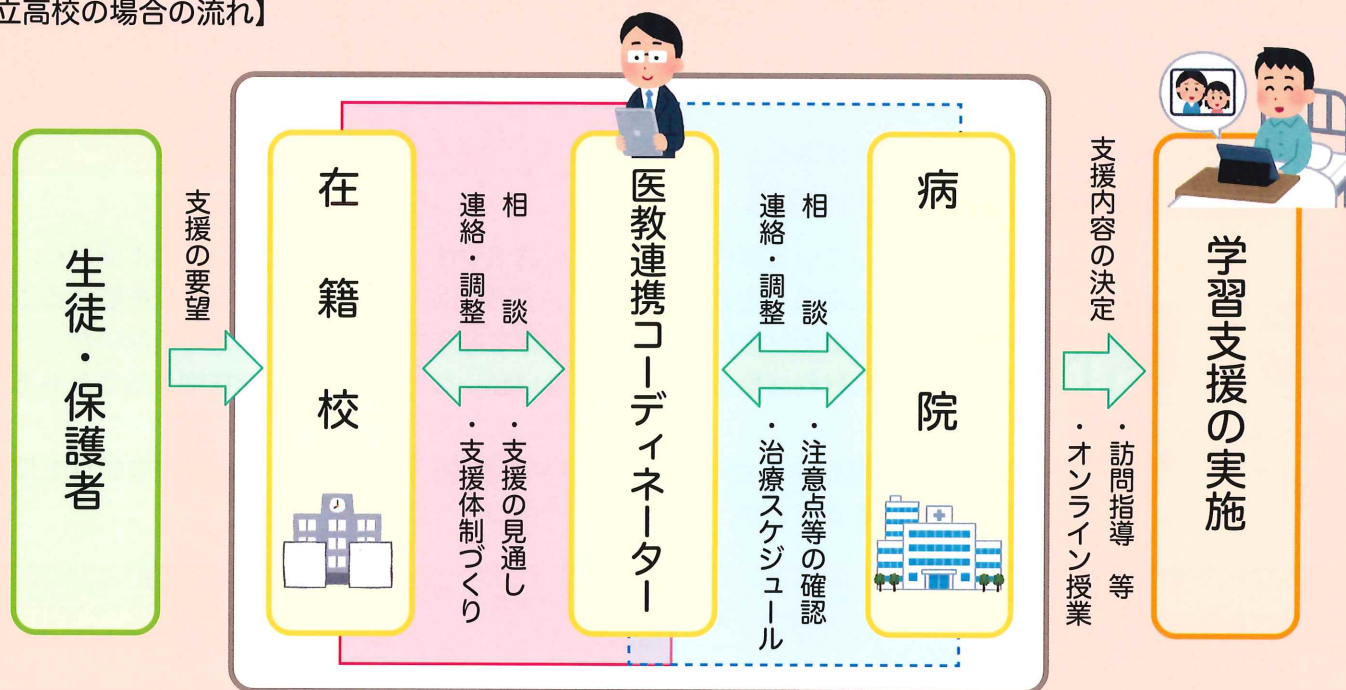 立高校の場合の流れ】
生徒・保護者
支援の要望
在籍校
相談
連絡・調整
・支援の見通し
・支援体制づくり
医教連携コーディネーター
相談
連絡・調整
・注意点等の確認
・治療スケジュール
病院
支援内容の決定
・訪問指導 等
・オンライン授業
学習支援の実施